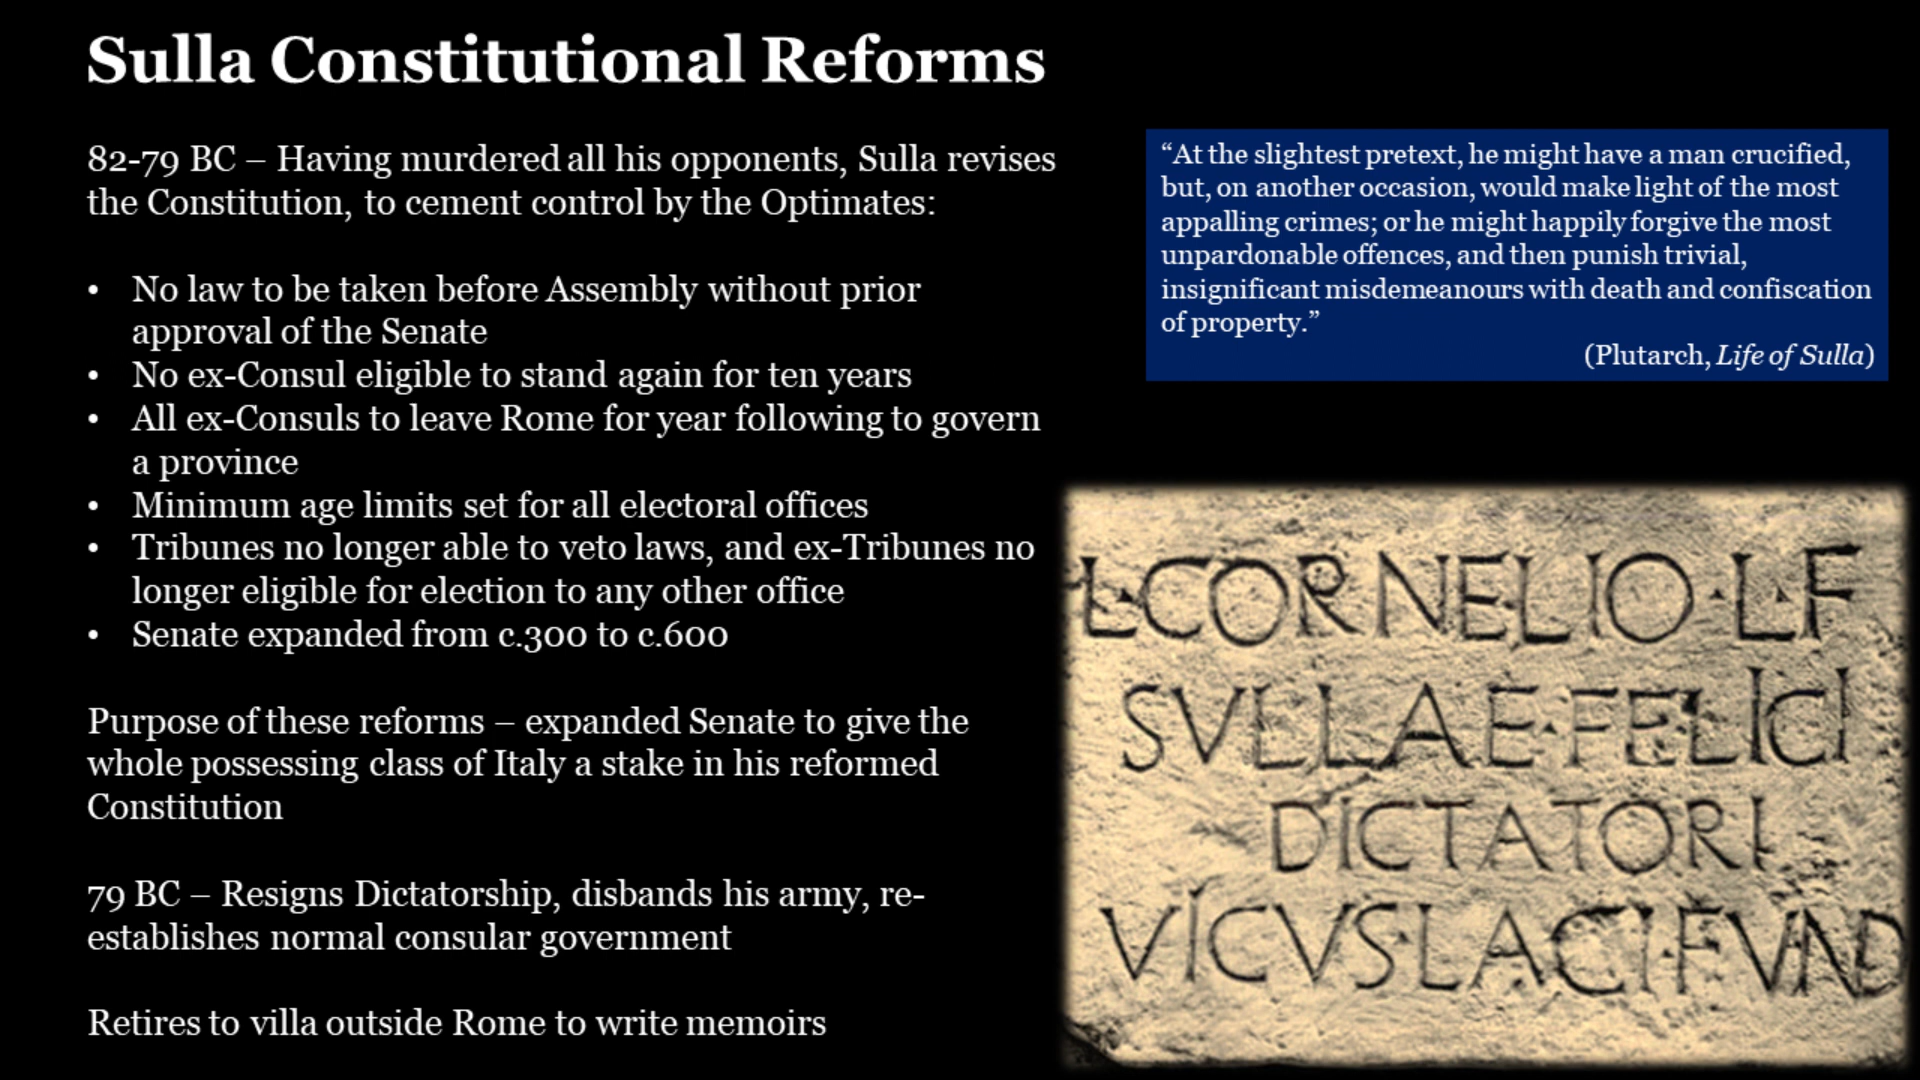 Sulla Constitutional Reforms
82-79 BC – Having murdered all his opponents, Sulla revises
the Constitution, to cement control by the Optimates:
• No law to be taken before Assembly without prior
approval of the Senate
• No ex-Consul eligible to stand again for ten years
• All ex-Consuls to leave Rome for year following to govern
a province
• Minimum age limits set for all electoral offices
• Tribunes no longer able to veto laws, and ex-Tribunes no
longer eligible for election to any other office
• Senate expanded from c.300 to c.600
Purpose of these reforms – expanded Senate to give the
whole possessing class of Italy a stake in his reformed
Constitution
79 BC – Resigns Dictatorship, disbands his army, re-
establishes normal consular government
Retires to villa outside Rome to write memoirs
“At the slightest pretext, he might have a man crucified,
but, on another occasion, would make light of the most
appalling crimes; or he might happily forgive the most
unpardonable offences, and then punish trivial,
insignificant misdemeanours with death and confiscation
of property.”
(Plutarch, Life of Sulla)
L·CORNELIO·L·F
SVLLAE·FELICI
DICTATORI
VICVS·LACI·FVND